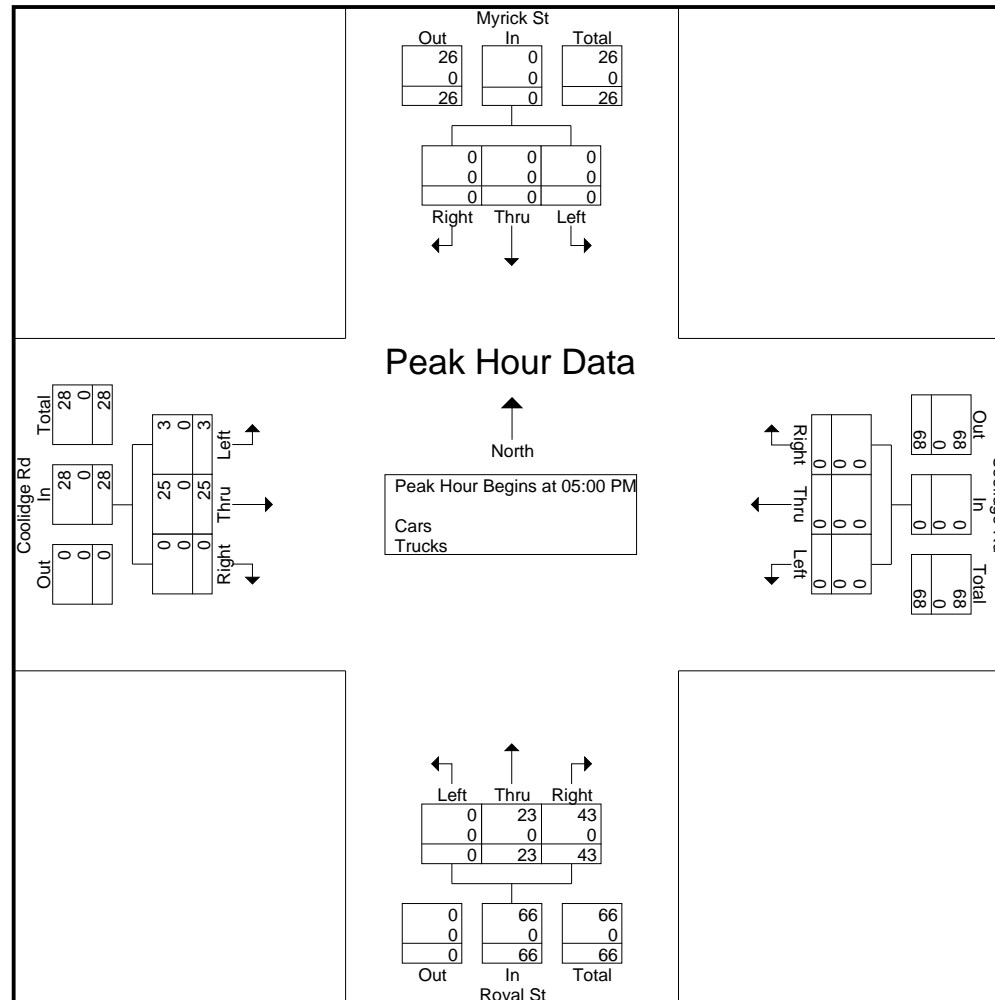 Myrick St
Out In Total
26 0 26
0 0 0
26 0 26
0 0 0
0 0 0
0 0 0
Right Thru Left
Peak Hour Data
North
Peak Hour Begins at 05:00 PM
Cars
Trucks
Coolidge Rd
Total In Out
28 28 0
0 0 0
28 28 0
3 25 0
0 0 0
3 25 0
Left Thru Right
Right Thru Left
0 0 0
0 0 0
0 0 0
Out In Total
68 0 68
0 0 0
68 0 68
Left Thru Right
0 23 43
0 0 0
0 23 43
0 66 66
0 0 0
0 66 66
Out In Total
Royal St